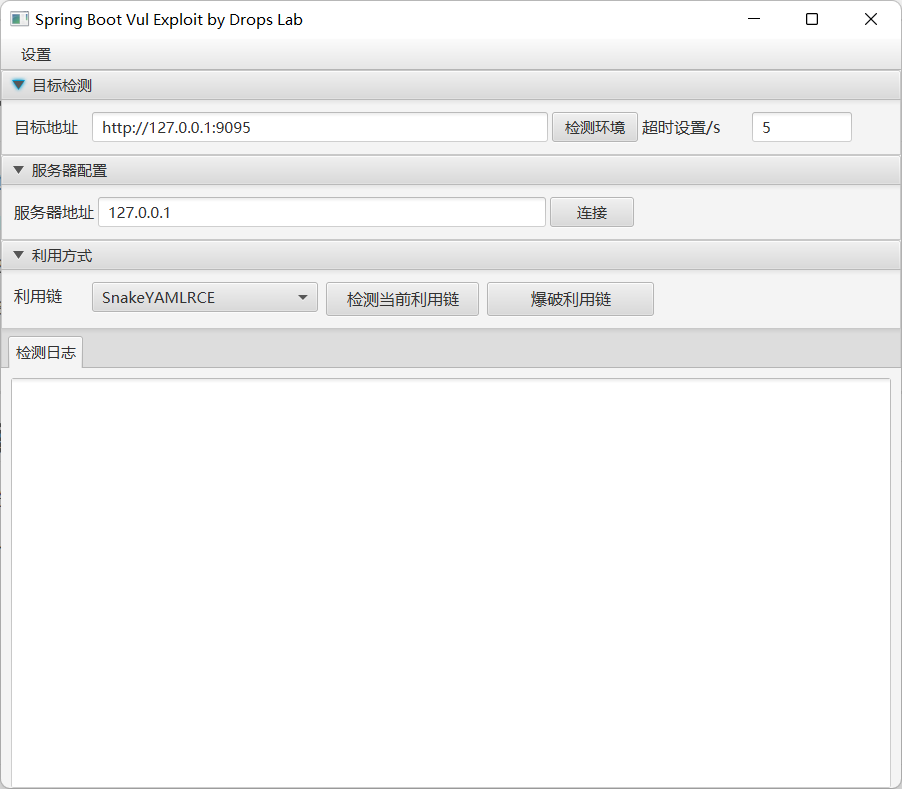 Spring Boot Vul Exploit by Drops Lab
设置
目标检测
目标地址 http://127.0.0.1:9095 检测环境 超时设置/s 5
服务器配置
服务器地址 127.0.0.1 连接
利用方式
利用链 SnakeYAMLRCE 检测当前利用链 爆破利用链
检测日志